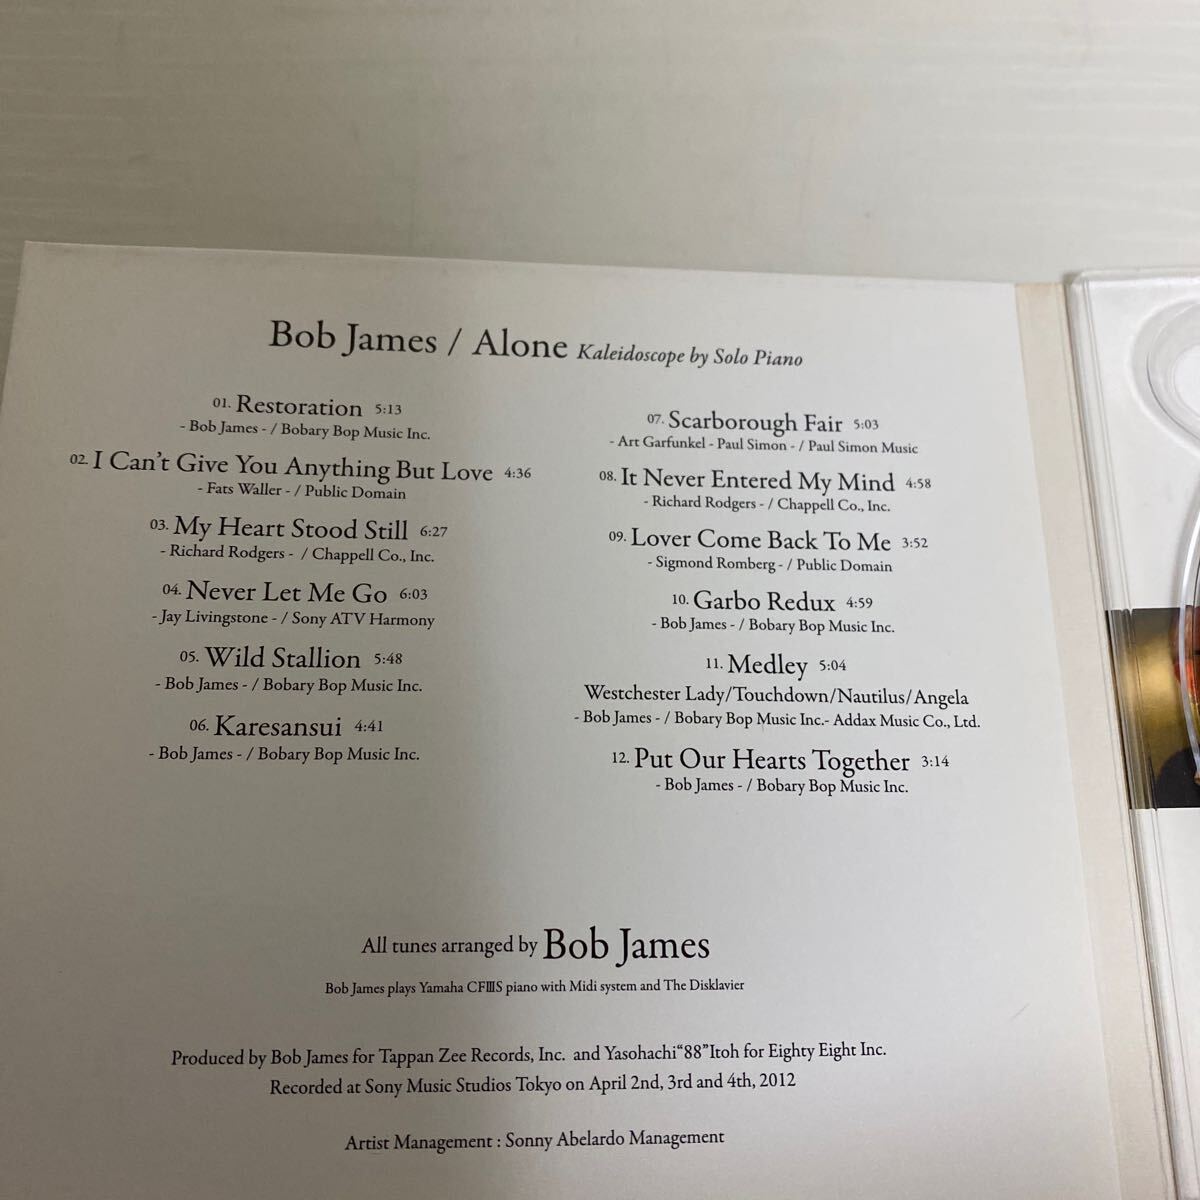 Bob James / Alone Kaleidoscope by Solo Piano
01. Restoration 5:13
- Bob James - / Bobary Bop Music Inc.
02. I Can't Give You Anything But Love 4:36
- Fats Waller - / Public Domain
03. My Heart Stood Still 6:27
- Richard Rodgers - / Chappell Co., Inc.
04. Never Let Me Go 6:03
- Jay Livingstone - / Sony ATV Harmony
05. Wild Stallion 5:48
- Bob James - / Bobary Bop Music Inc.
06. Karesansui 4:41
- Bob James - / Bobary Bop Music Inc.
07. Scarborough Fair 5:03
- Art Garfunkel - Paul Simon - / Paul Simon Music
08. It Never Entered My Mind 4:58
- Richard Rodgers - / Chappell Co., Inc.
09. Lover Come Back To Me 3:52
- Sigmond Romberg - / Public Domain
10. Garbo Redux 4:59
- Bob James - / Bobary Bop Music Inc.
11. Medley 5:04
Westchester Lady/Touchdown/Nautilus/Angela
- Bob James - / Bobary Bop Music Inc.- Addax Music Co., Ltd.
12. Put Our Hearts Together 3:14
- Bob James - / Bobary Bop Music Inc.
All tunes arranged by Bob James
Bob James plays Yamaha CFⅢS piano with Midi system and The Disklavier
Produced by Bob James for Tappan Zee Records, Inc. and Yasohachi“88”Itoh for Eighty Eight Inc.
Recorded at Sony Music Studios Tokyo on April 2nd, 3rd and 4th, 2012
Artist Management : Sonny Abelardo Management